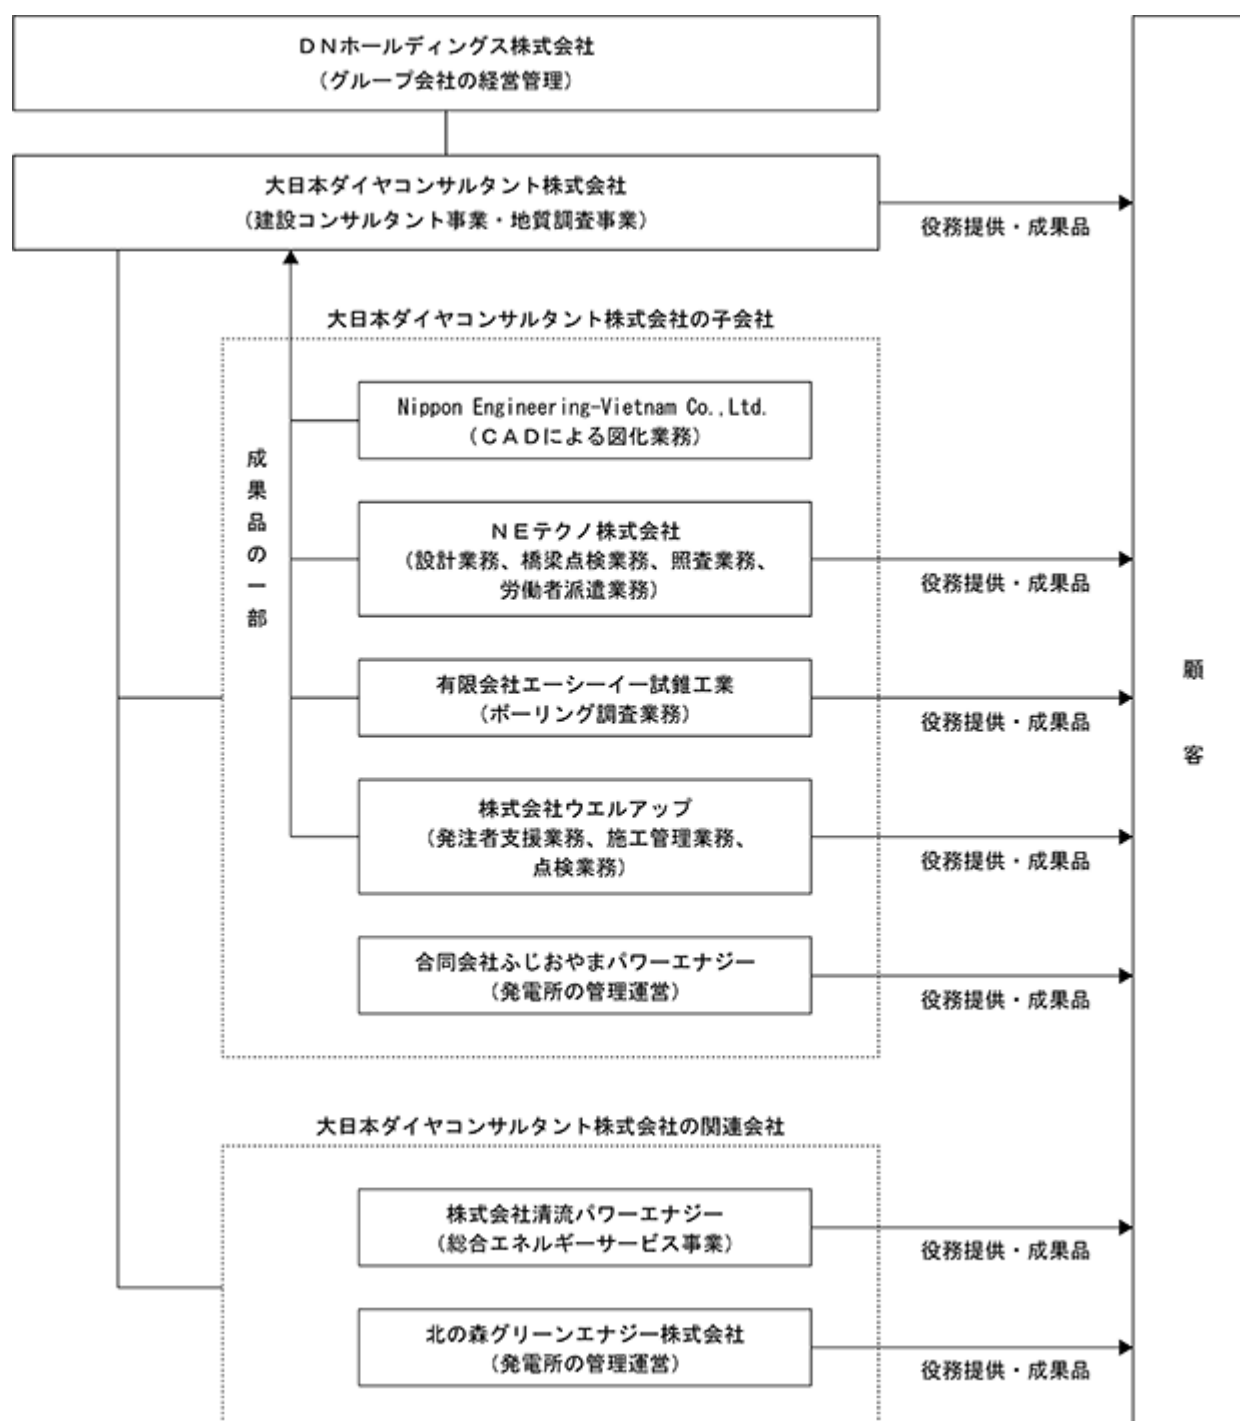 ＤＮホールディングス株式会社
（グループ会社の経営管理）
大日本ダイヤコンサルタント株式会社
（建設コンサルタント事業・地質調査事業）
役務提供・成果品
大日本ダイヤコンサルタント株式会社の子会社
成果品の一部
Nippon Engineering-Vietnam Co.,Ltd.
（ＣＡＤによる図化業務）
ＮＥテクノ株式会社
（設計業務、橋梁点検業務、照査業務、
労働者派遣業務）
役務提供・成果品
有限会社エーシーイー試錐工業
（ボーリング調査業務）
役務提供・成果品
株式会社ウエルアップ
（発注者支援業務、施工管理業務、
点検業務）
役務提供・成果品
合同会社ふじおやまパワーエナジー
（発電所の管理運営）
役務提供・成果品
顧客
大日本ダイヤコンサルタント株式会社の関連会社
株式会社清流パワーエナジー
（総合エネルギーサービス事業）
役務提供・成果品
北の森グリーンエナジー株式会社
（発電所の管理運営）
役務提供・成果品